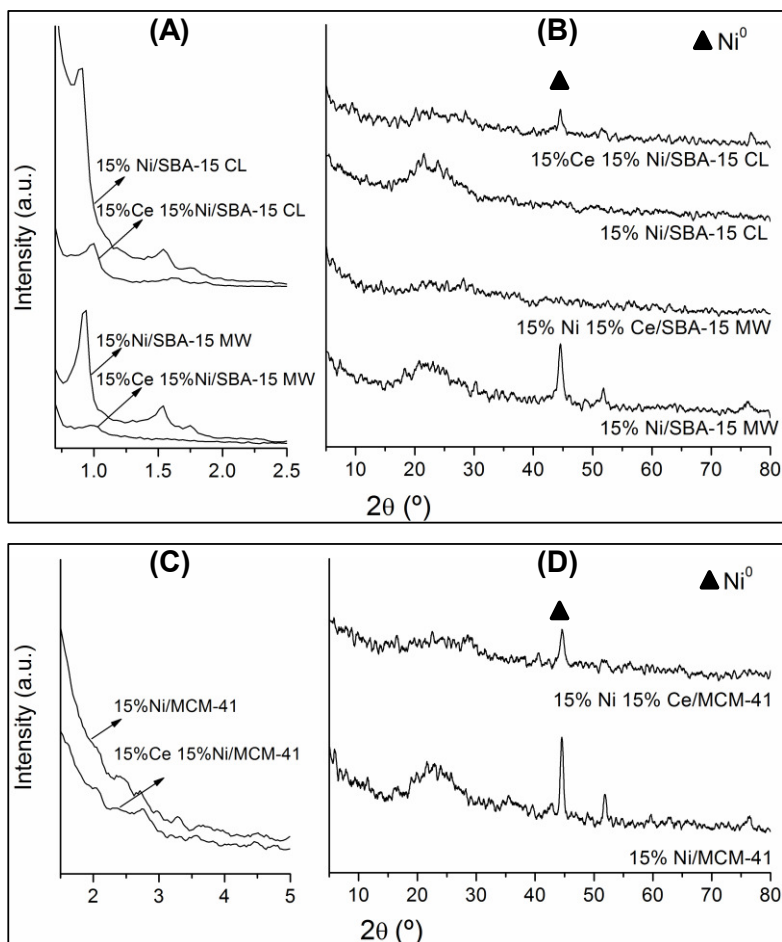 (A)
(B)
▲ Ni⁰
15% Ni/SBA-15 CL
15%Ce 15%Ni/SBA-15 CL
15%Ni/SBA-15 MW
15%Ce 15%Ni/SBA-15 MW
15%Ce 15% Ni/SBA-15 CL
15% Ni/SBA-15 CL
15% Ni 15% Ce/SBA-15 MW
15% Ni/SBA-15 MW
Intensity (a.u.)
1.0 1.5 2.0 2.5
10 20 30 40 50 60 70 80
2θ (º)
(C)
(D)
▲ Ni⁰
15%Ni/MCM-41
15%Ce 15%Ni/MCM-41
15% Ni 15% Ce/MCM-41
15% Ni/MCM-41
Intensity (a.u.)
2 3 4 5
10 20 30 40 50 60 70 80
2θ (º)